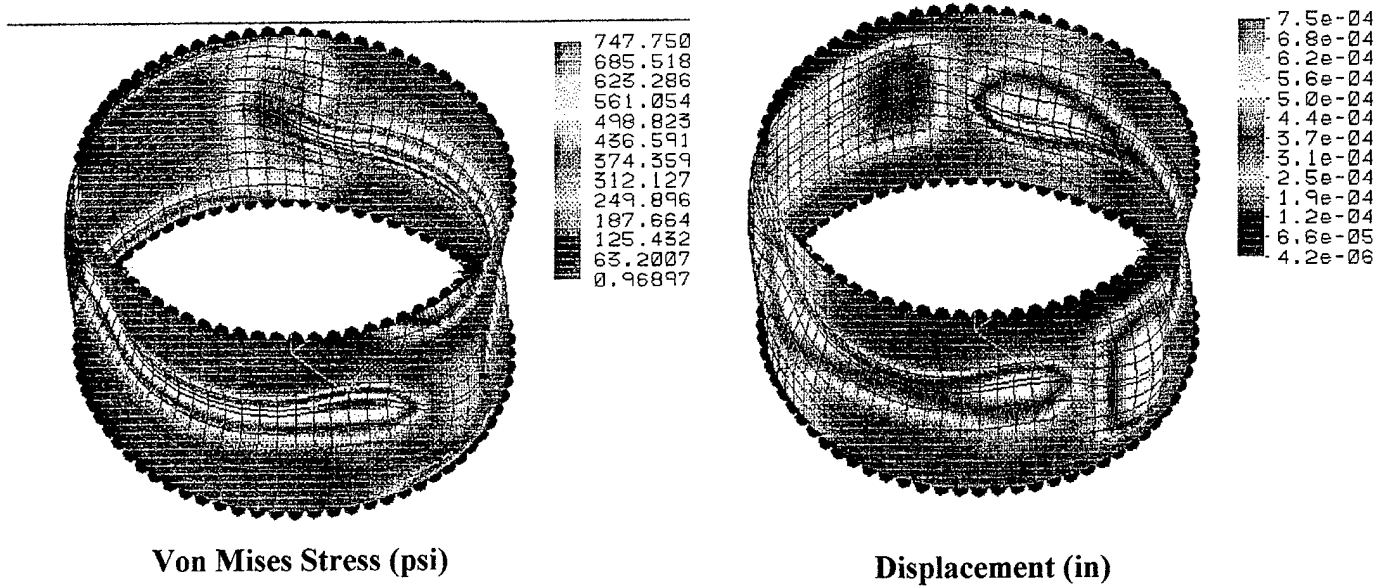 747.750
685.518
623.286
561.054
498.823
436.591
374.359
312.127
249.896
187.664
125.432
63.2007
0.96897
7.5e-04
6.8e-04
6.2e-04
5.6e-04
5.0e-04
4.4e-04
3.7e-04
3.1e-04
2.5e-04
1.9e-04
1.2e-04
6.6e-05
4.2e-06
Von Mises Stress (psi)
Displacement (in)